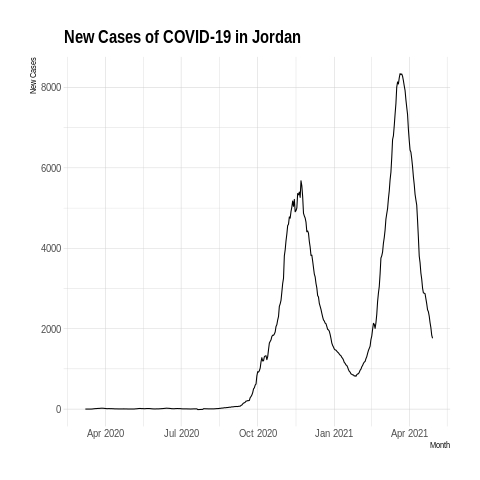 New Cases of COVID-19 in Jordan
New Cases
8000
6000
4000
2000
0
Apr 2020 Jul 2020 Oct 2020 Jan 2021 Apr 2021
Month